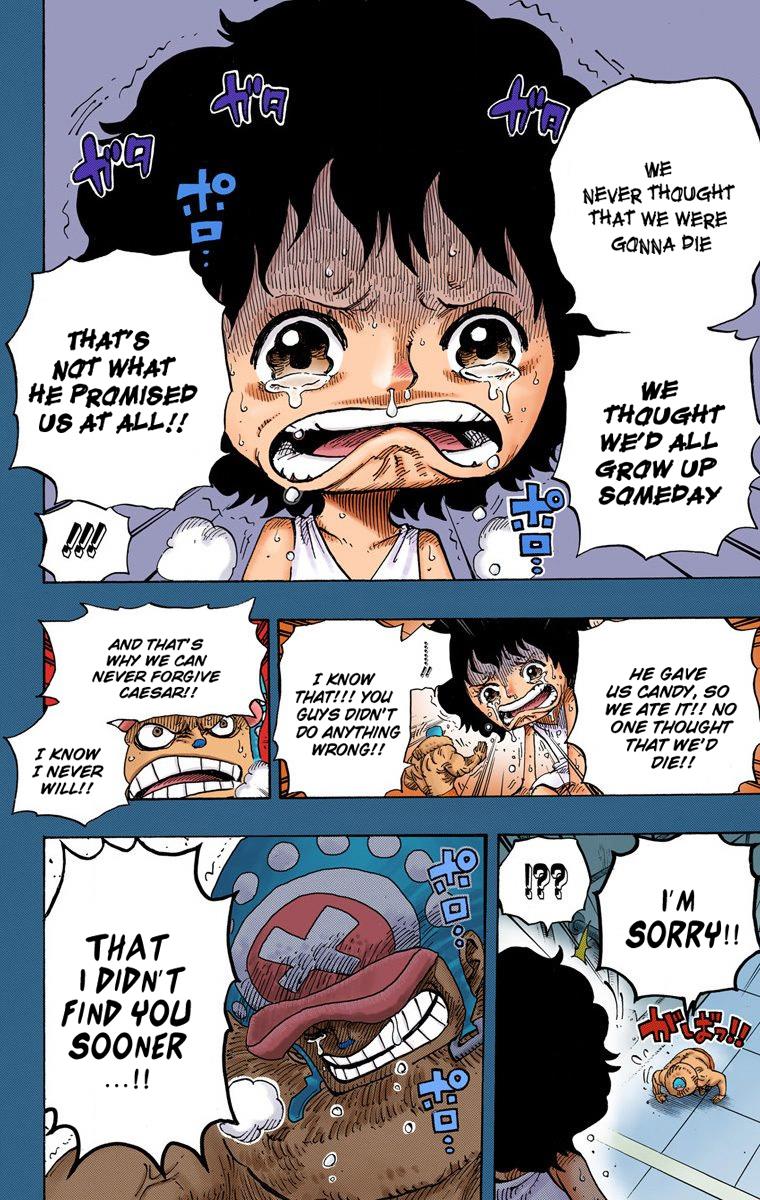 WE
NEVER THOUGHT
THAT WE WERE
GONNA DIE
WE
THOUGHT
WE'D ALL
GROW UP
SOMEDAY
ガタ
ガタ
ガタ
ポロ…
THAT'S
NOT WHAT
HE PROMISED
US AT ALL!!
!!!
ポロ…
HE GAVE
US CANDY, SO
WE ATE IT!! NO
ONE THOUGHT
THAT WE'D
DIE!!
……!!
I KNOW
THAT!!! YOU
GUYS DIDN'T
DO ANYTHING
WRONG!!
AND THAT'S
WHY WE CAN
NEVER FORGIVE
CAESAR!!
I KNOW
I NEVER
WILL!!
I'M
SORRY!!
!??
がばっ!!
ポロ…
THAT
I DIDN'T
FIND YOU
SOONER
...!!
ポロ…